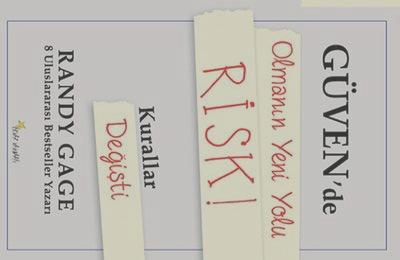 GÜVEN'de
Olmanın Yeni Yolu
RİSK!
Kurallar
Değişti
RANDY GAGE
8 Uluslararası Bestseller Yazarı